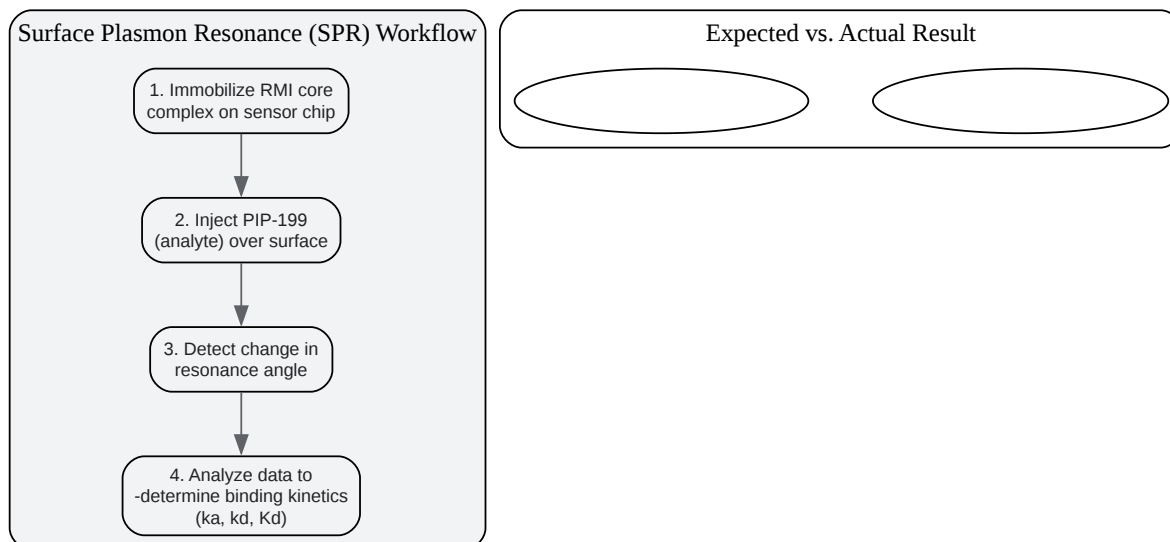 Surface Plasmon Resonance (SPR) Workflow
1. Immobilize RMI core
complex on sensor chip
2. Inject PIP-199
(analyte) over surface
3. Detect change in
resonance angle
4. Analyze data to
-determine binding kinetics
(ka, kd, Kd)
Expected vs. Actual Result